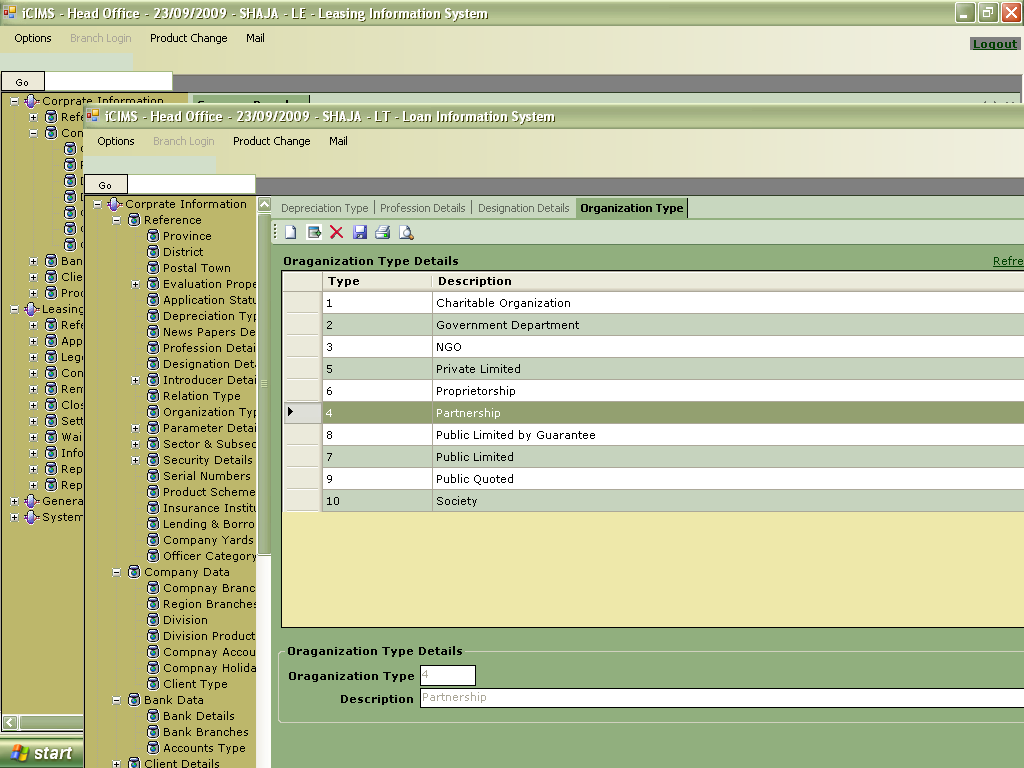 iCIMS - Head Office - 23/09/2009 - SHAJA - LE - Leasing Information System
Options Branch Login Product Change Mail
Logout
Go
Corprate Information
Refe
Con
Ban
Clie
Proc
Leasing
Refe
App
Lega
Con
Rem
Clos
Sett
Wai
Info
Rep
Rep
Genera
System
start
iCIMS - Head Office - 23/09/2009 - SHAJA - LT - Loan Information System
Options Branch Login Product Change Mail
Go
Corprate Information
Reference
Province
District
Postal Town
Evaluation Prope
Application Statu
Depreciation Typ
News Papers De
Profession Detai
Designation Deta
Introducer Detai
Relation Type
Organization Typ
Parameter Detai
Sector & Subsec
Security Details
Serial Numbers
Product Scheme
Insurance Institu
Lending & Borro
Company Yards
Officer Category
Company Data
Compnay Branc
Region Branches
Division
Division Product
Compnay Accou
Compnay Holida
Client Type
Bank Data
Bank Details
Bank Branches
Accounts Type
Client Details
Depreciation Type Profession Details Designation Details Organization Type
Oraganization Type Details Refre
Type Description
1 Charitable Organization
2 Government Department
3 NGO
5 Private Limited
6 Proprietorship
4 Partnership
8 Public Limited by Guarantee
7 Public Limited
9 Public Quoted
10 Society
Oraganization Type Details
Oraganization Type 4
Description Partnership